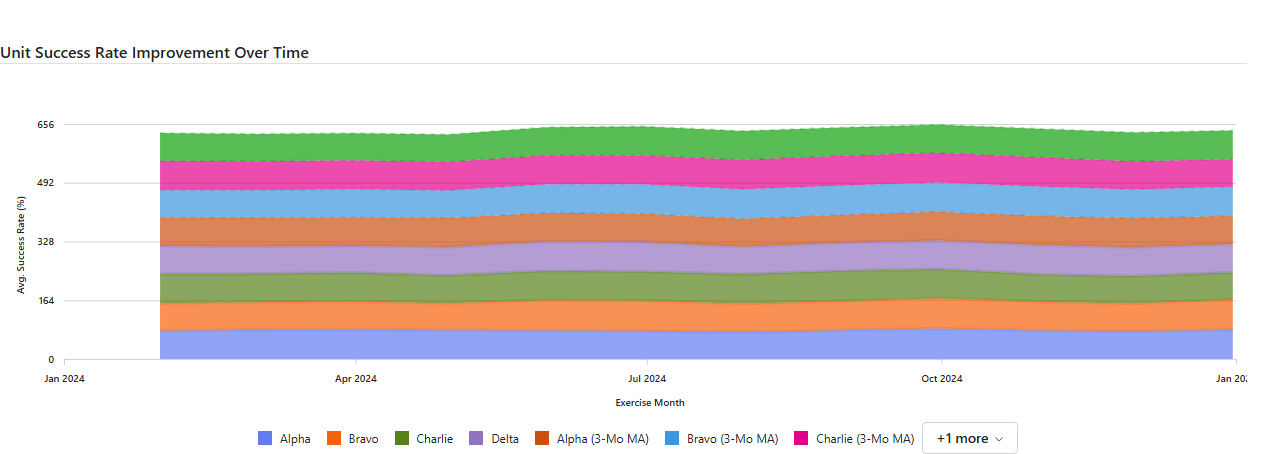 Unit Success Rate Improvement Over Time
656
492
328
164
0
Avg. Success Rate (%)
Jan 2024 Apr 2024 Jul 2024 Oct 2024 Jan 202
Exercise Month
Alpha Bravo Charlie Delta Alpha (3-Mo MA) Bravo (3-Mo MA) Charlie (3-Mo MA) +1 more